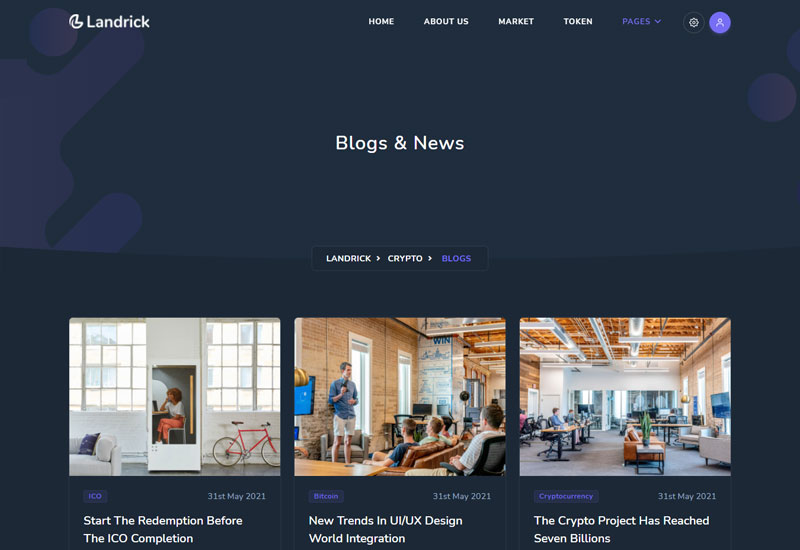 Landrick
HOME ABOUT US MARKET TOKEN PAGES
Blogs & News
LANDRICK > CRYPTO > BLOGS
WIN
ICO 31st May 2021
Start The Redemption Before
The ICO Completion
Bitcoin 31st May 2021
New Trends In UI/UX Design
World Integration
Cryptocurrency 31st May 2021
The Crypto Project Has Reached
Seven Billions